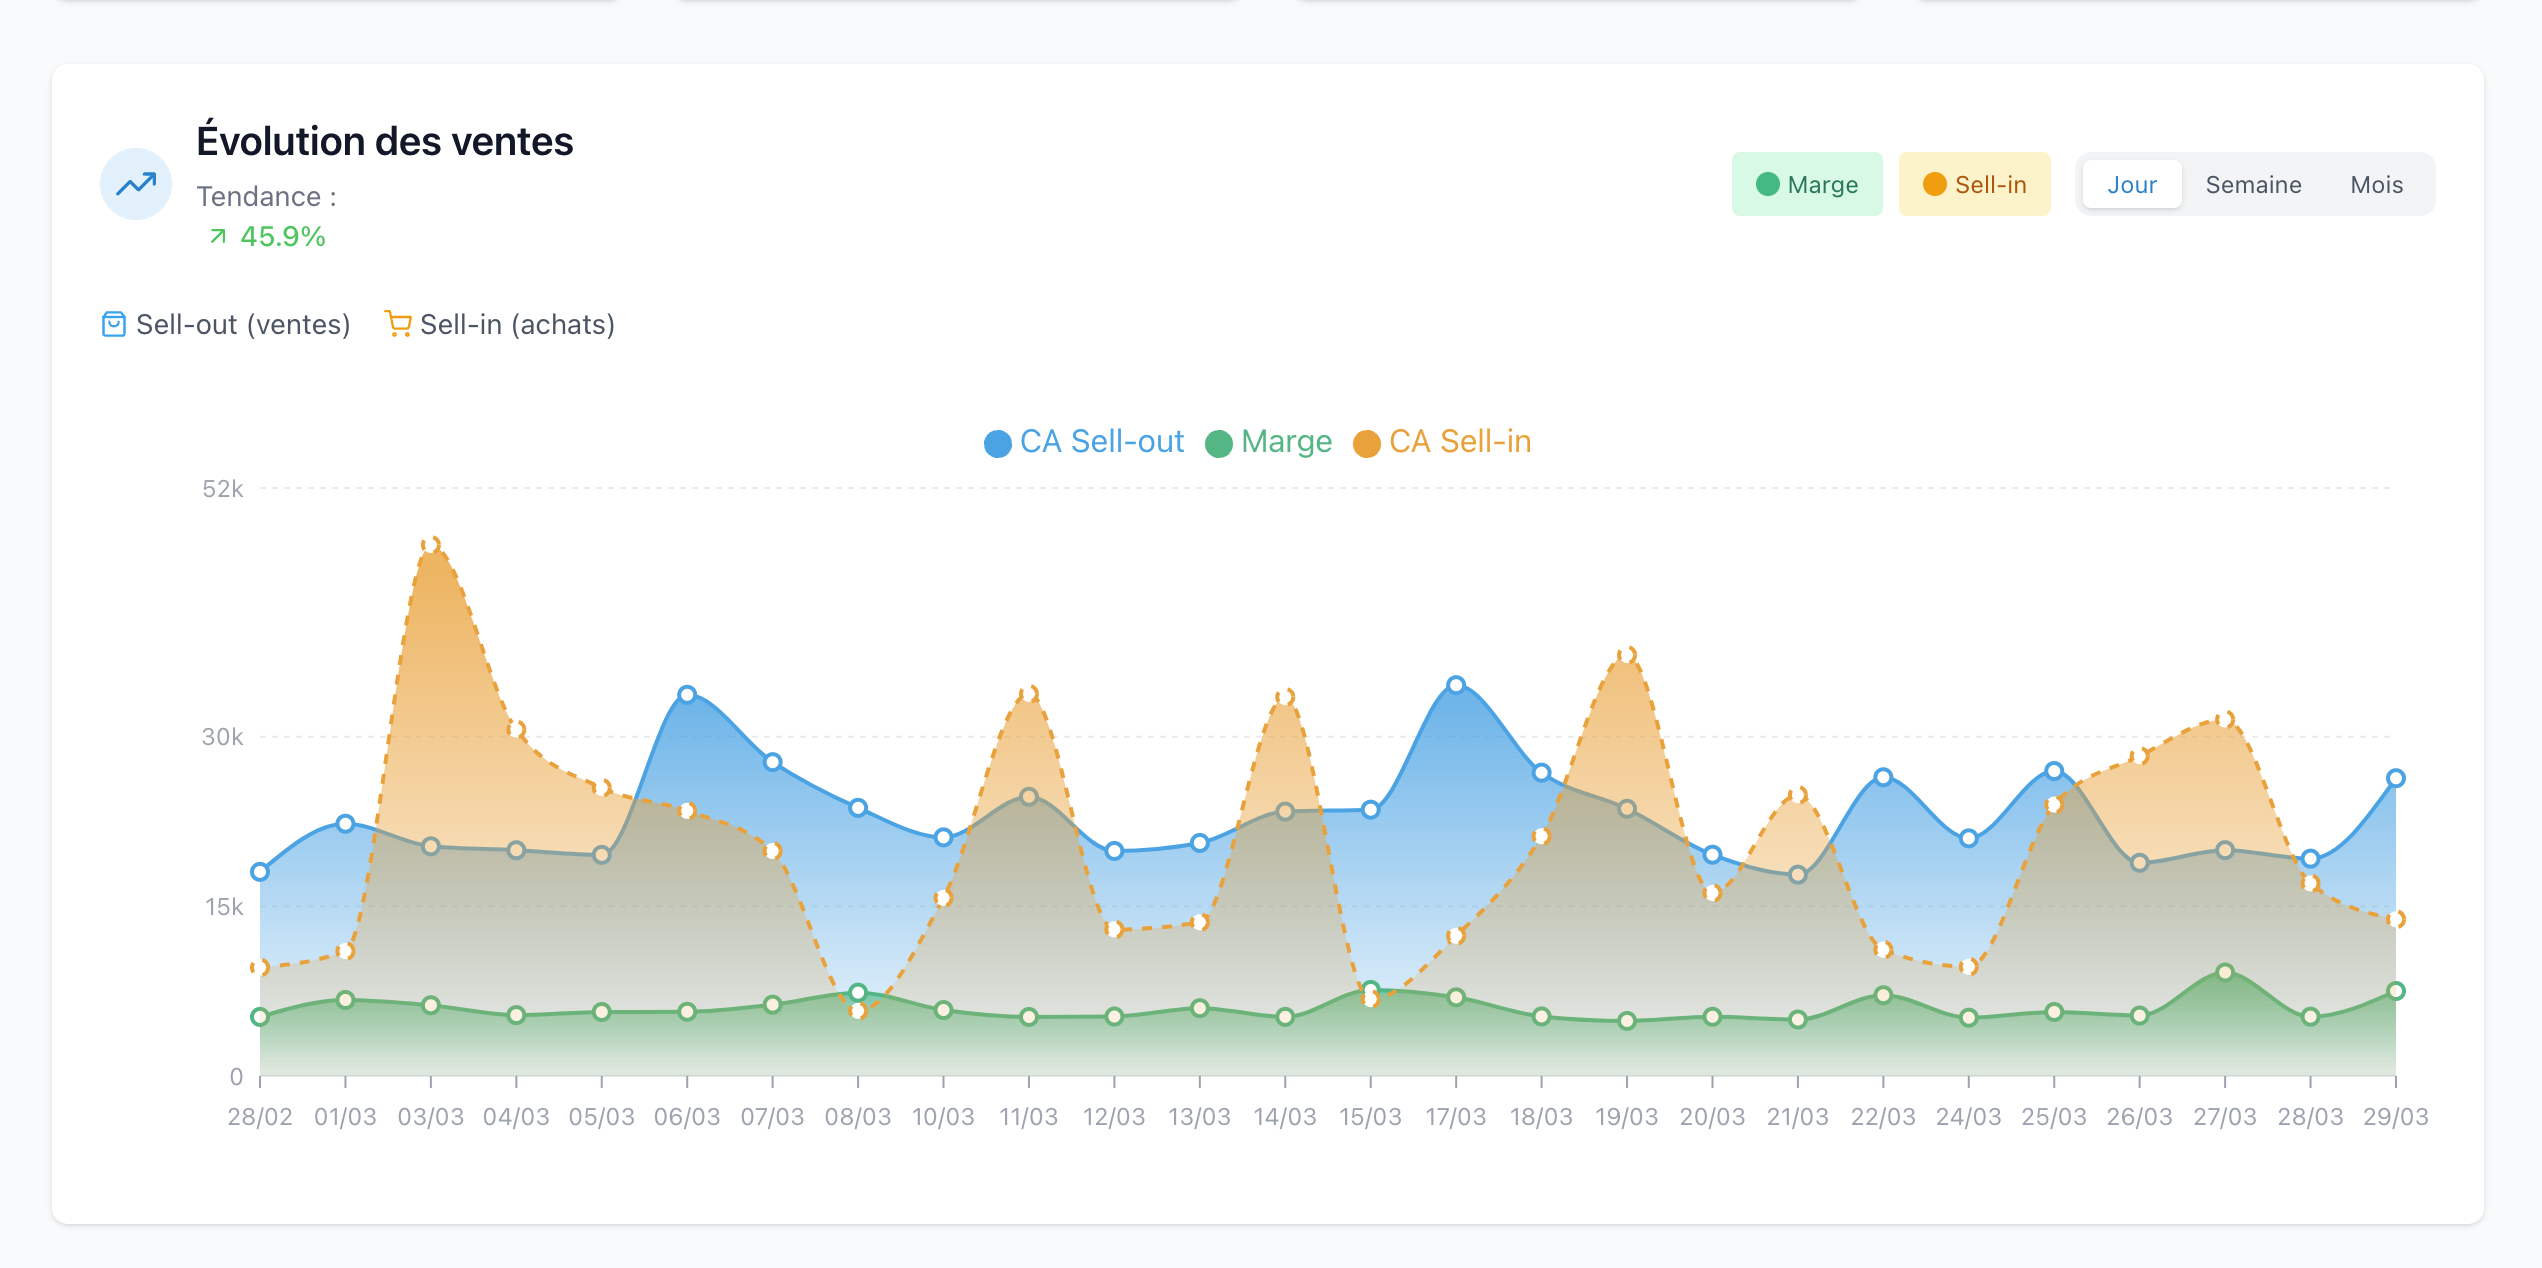 Évolution des ventes
Tendance :
45.9%
Marge
Sell-in
Jour
Semaine
Mois
Sell-out (ventes)
Sell-in (achats)
CA Sell-out
Marge
CA Sell-in
52k
30k
15k
0
28/02 01/03 03/03 04/03 05/03 06/03 07/03 08/03 10/03 11/03 12/03 13/03 14/03 15/03 17/03 18/03 19/03 20/03 21/03 22/03 24/03 25/03 26/03 27/03 28/03 29/03